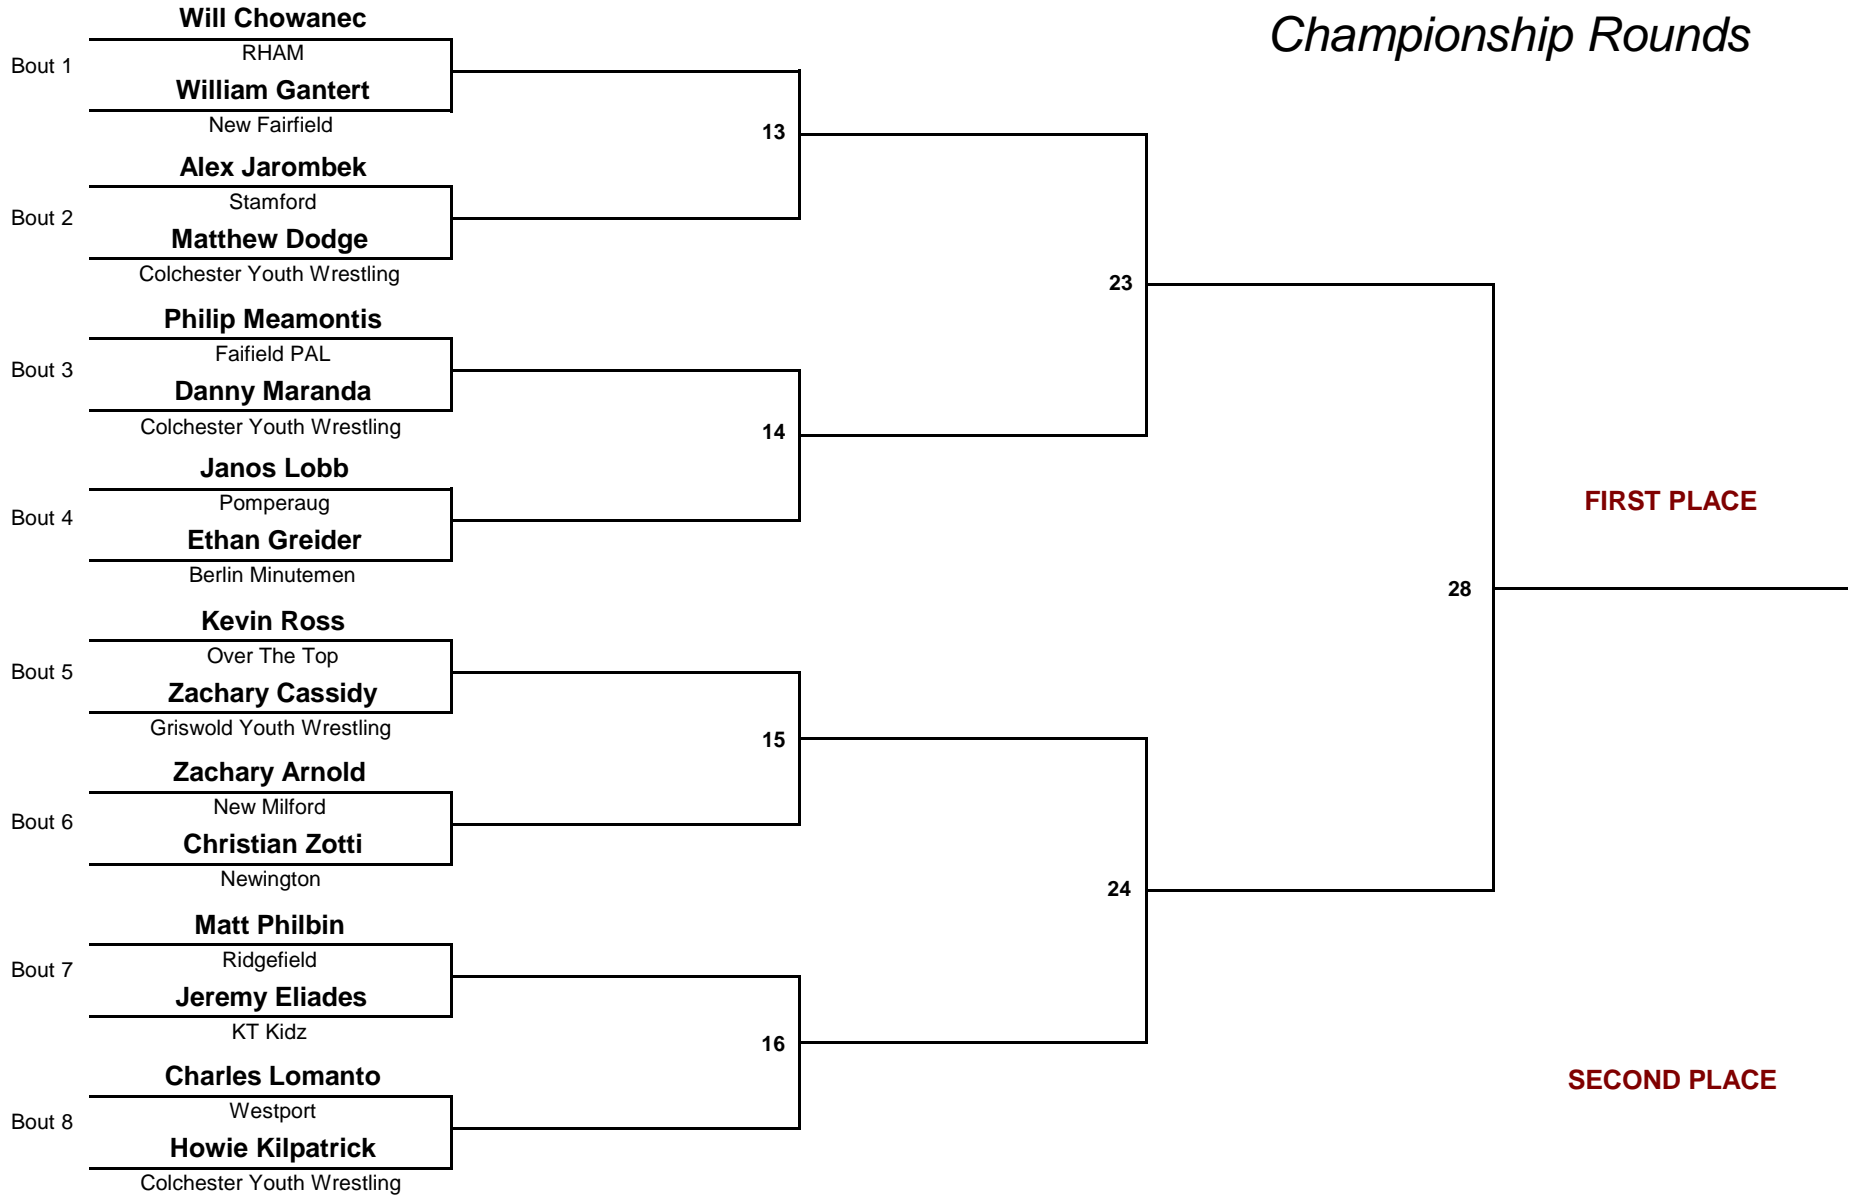 Championship Rounds
Will Chowanec
Bout 1
RHAM
William Gantert
New Fairfield
13
Alex Jarombek
Bout 2
Stamford
Matthew Dodge
Colchester Youth Wrestling
23
Philip Meamontis
Bout 3
Faifield PAL
Danny Maranda
Colchester Youth Wrestling
14
Janos Lobb
Bout 4
Pomperaug
Ethan Greider
Berlin Minutemen
FIRST PLACE
28
Kevin Ross
Bout 5
Over The Top
Zachary Cassidy
Griswold Youth Wrestling
15
Zachary Arnold
Bout 6
New Milford
Christian Zotti
Newington
24
Matt Philbin
Bout 7
Ridgefield
Jeremy Eliades
KT Kidz
16
Charles Lomanto
Bout 8
Westport
Howie Kilpatrick
Colchester Youth Wrestling
SECOND PLACE